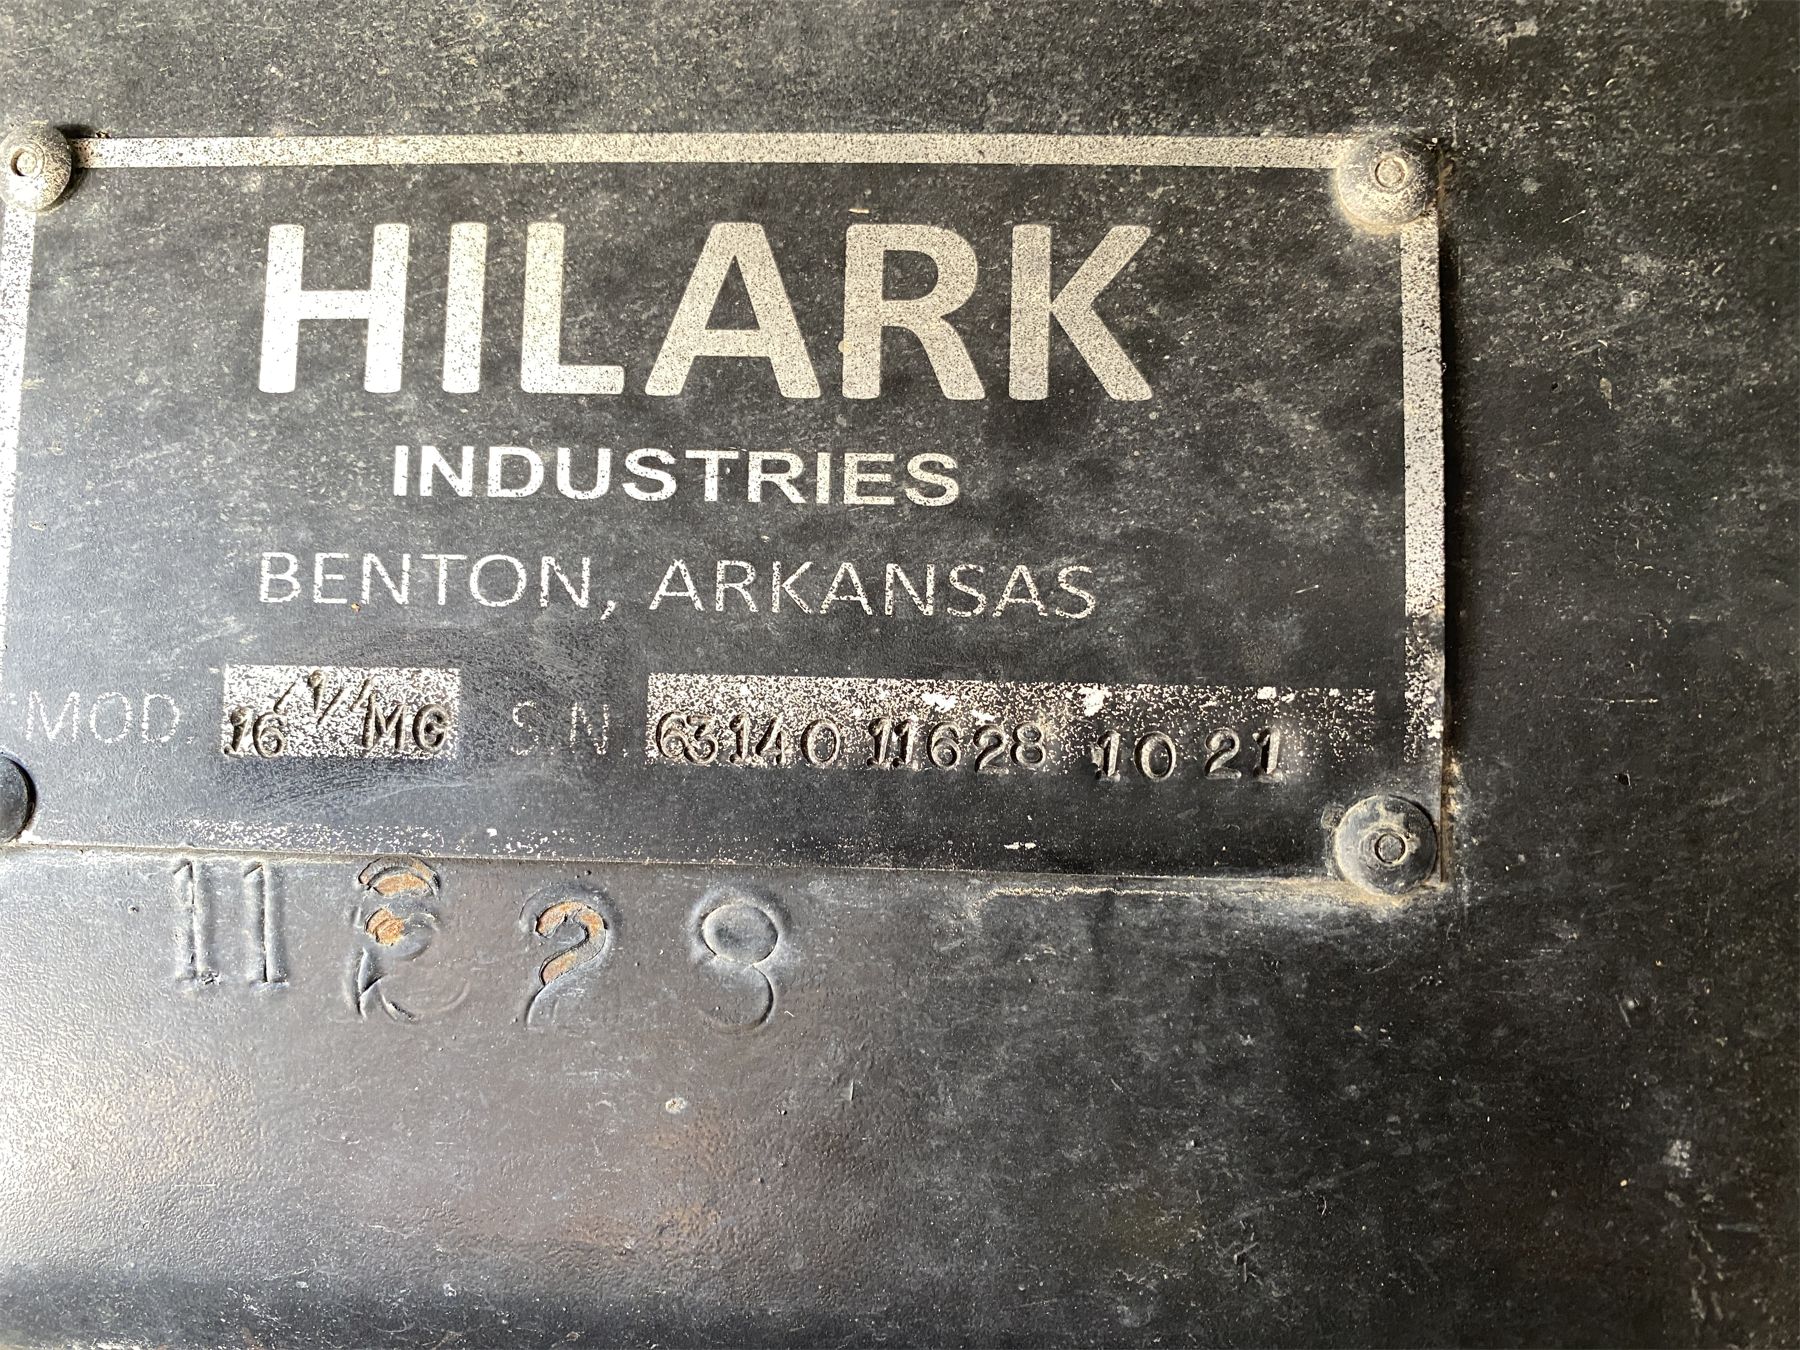 HILARK
INDUSTRIES
BENTON, ARKANSAS
MOD. 16 1/4 MG S.N. 63140 11628 10 21
11628